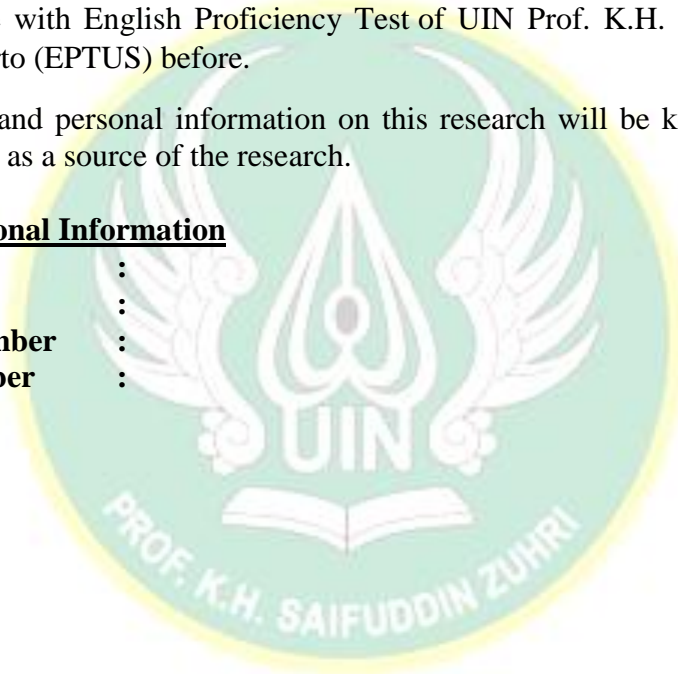 with English Proficiency Test of UIN Prof. K.H.
rto (EPTUS) before.
and personal information on this research will be k
as a source of the research.
onal Information
:
:
nber :
ber :
UIN
PROF. K.H. SAIFUDDIN ZUHRI